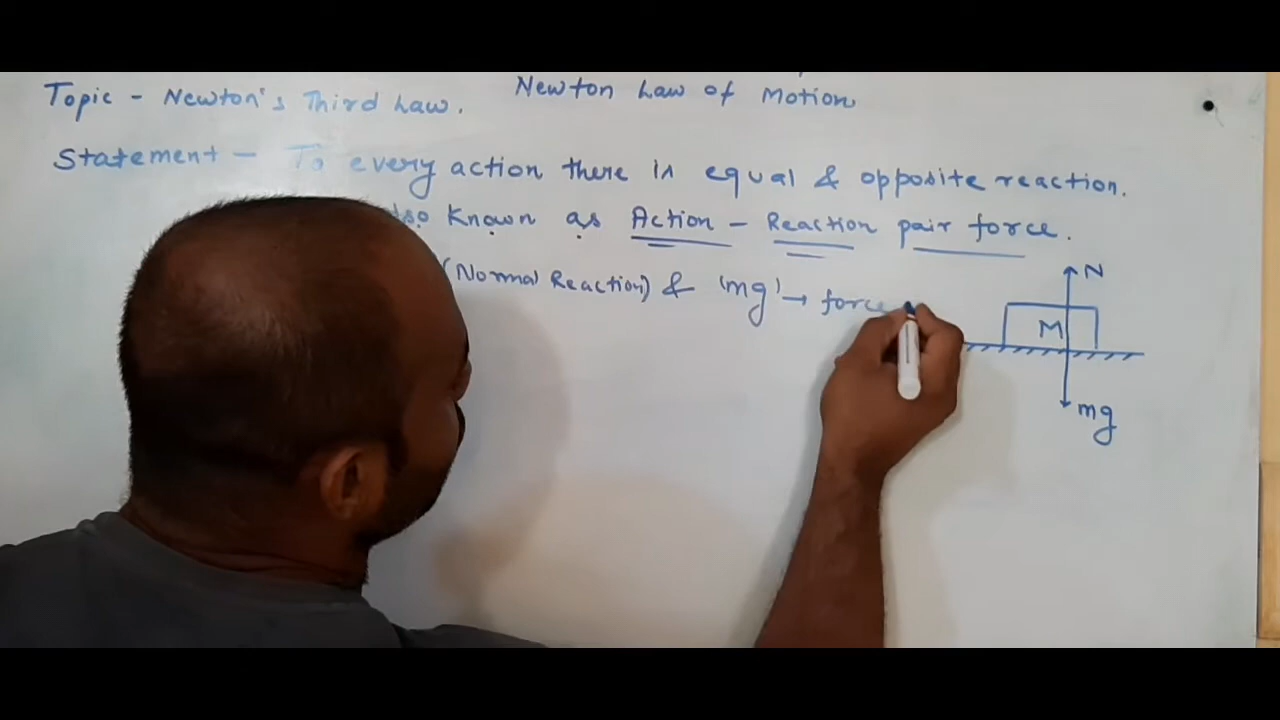 Newton Law of Motion
Topic - Newton's Third Law.
Statement - To every action there is equal & opposite reaction.
Known as Action - Reaction pair force.
(Normal Reaction) & 'mg' → force
N
M
mg